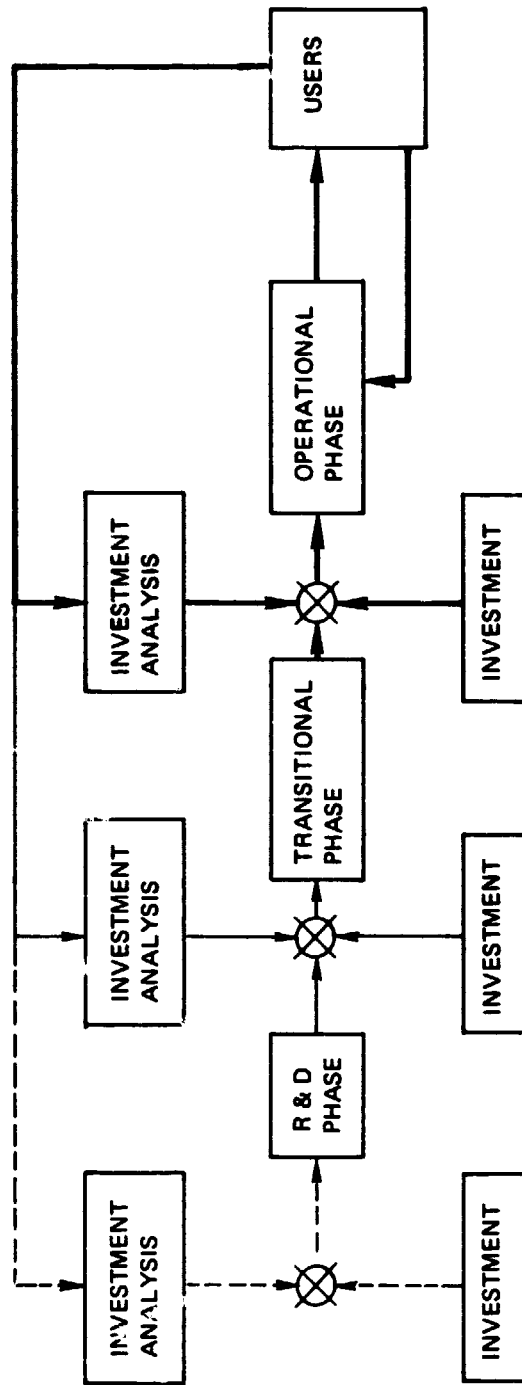 INVESTMENT
ANALYSIS
INVESTMENT
ANALYSIS
INVESTMENT
ANALYSIS
R & D
PHASE
TRANSITIONAL
PHASE
OPERATIONAL
PHASE
USERS
INVESTMENT
INVESTMENT
INVESTMENT